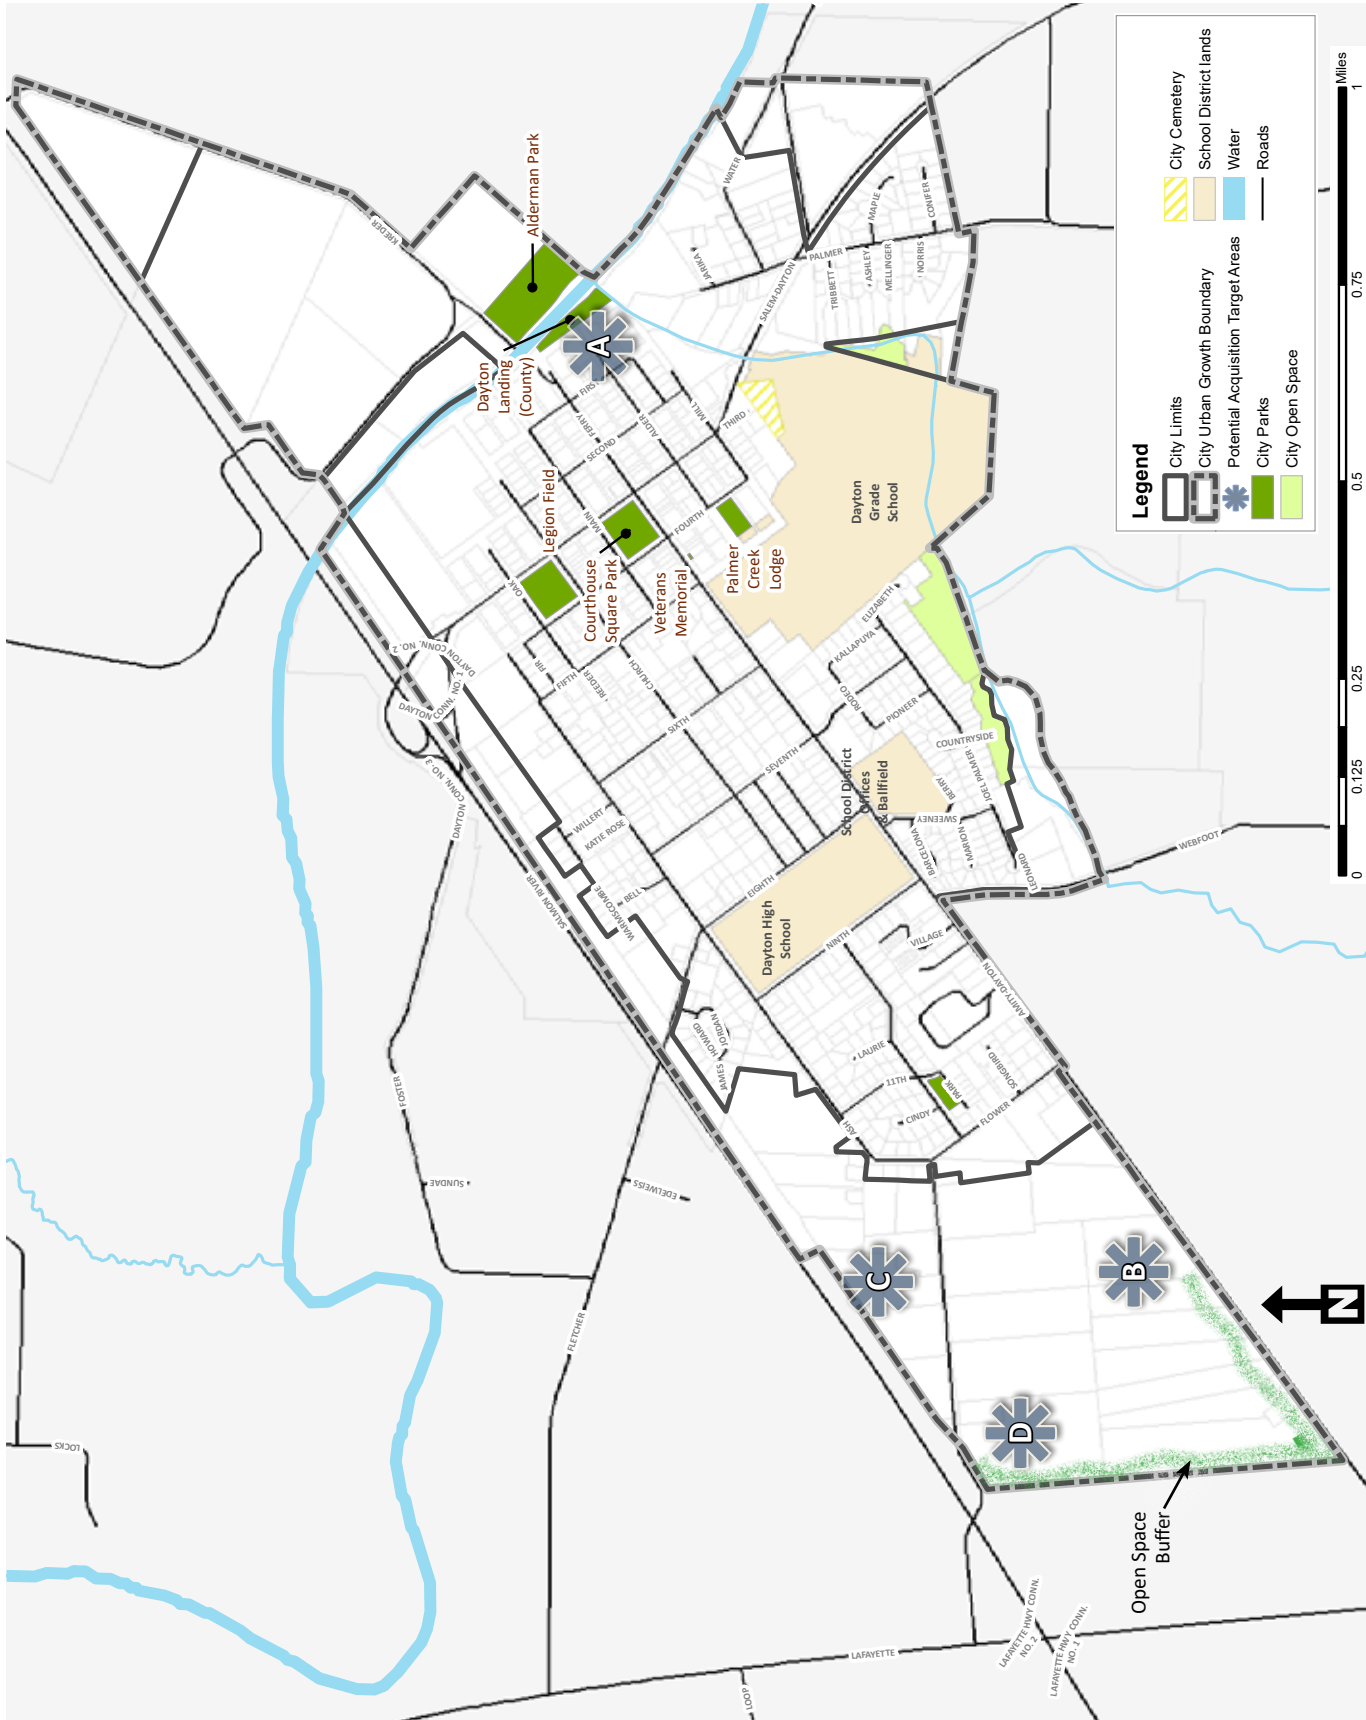 Alderman Park
Dayton
Landing
(County)
Legion Field
Courthouse
Square Park
Veterans
Memorial
Palmer
Creek
Lodge
Dayton
Grade
School
School District
Offices
& Ballfield
Dayton High
School
Open Space
Buffer
A
B
C
D
N
KREDER
WATER
JARIKA
SALEM-DAYTON
PALMER
TRIBBETT
ASHLEY
MAPLE
MELLINGER
NORRIS
CONIFER
FIRST
FERRY
SECOND
ALDER
MILL
THIRD
MAIN
FOURTH
OAK
FIR
FIFTH
REEDER
CHURCH
SIXTH
SEVENTH
DAYTON CONN. NO. 2
DAYTON CONN. NO. 1
DAYTON CONN. NO 3
SALMON RIVER
WILLERT
KATIE ROSE
WARMSCOMBE
BELL
EIGHTH
NINTH
ELIZABETH
KALLAPUYA
RODEO
PIONEER
COUNTRYSIDE
JOEL PALMER
BERRY
SWEENEY
MARION
BARCELONA
LEONARD
WEBFOOT
VILLAGE
AMITY-DAYTON
HOWARD
JORDAN
JAMES
LAURIE
11TH
CINDY
PARK
SONGBIRD
FLOWER
ASH
FOSTER
SUNDAE
EDELWEISS
FLETCHER
LOCKS
LAFAYETTE
LOOP
LAFAYETTE HWY CONN.
NO. 2
LAFAYETTE HWY CONN.
NO. 1
Legend
City Limits
City Urban Growth Boundary
Potential Acquisition Target Areas
City Parks
City Open Space
City Cemetery
School District lands
Water
Roads
0 0.125 0.25 0.5 0.75 1
Miles